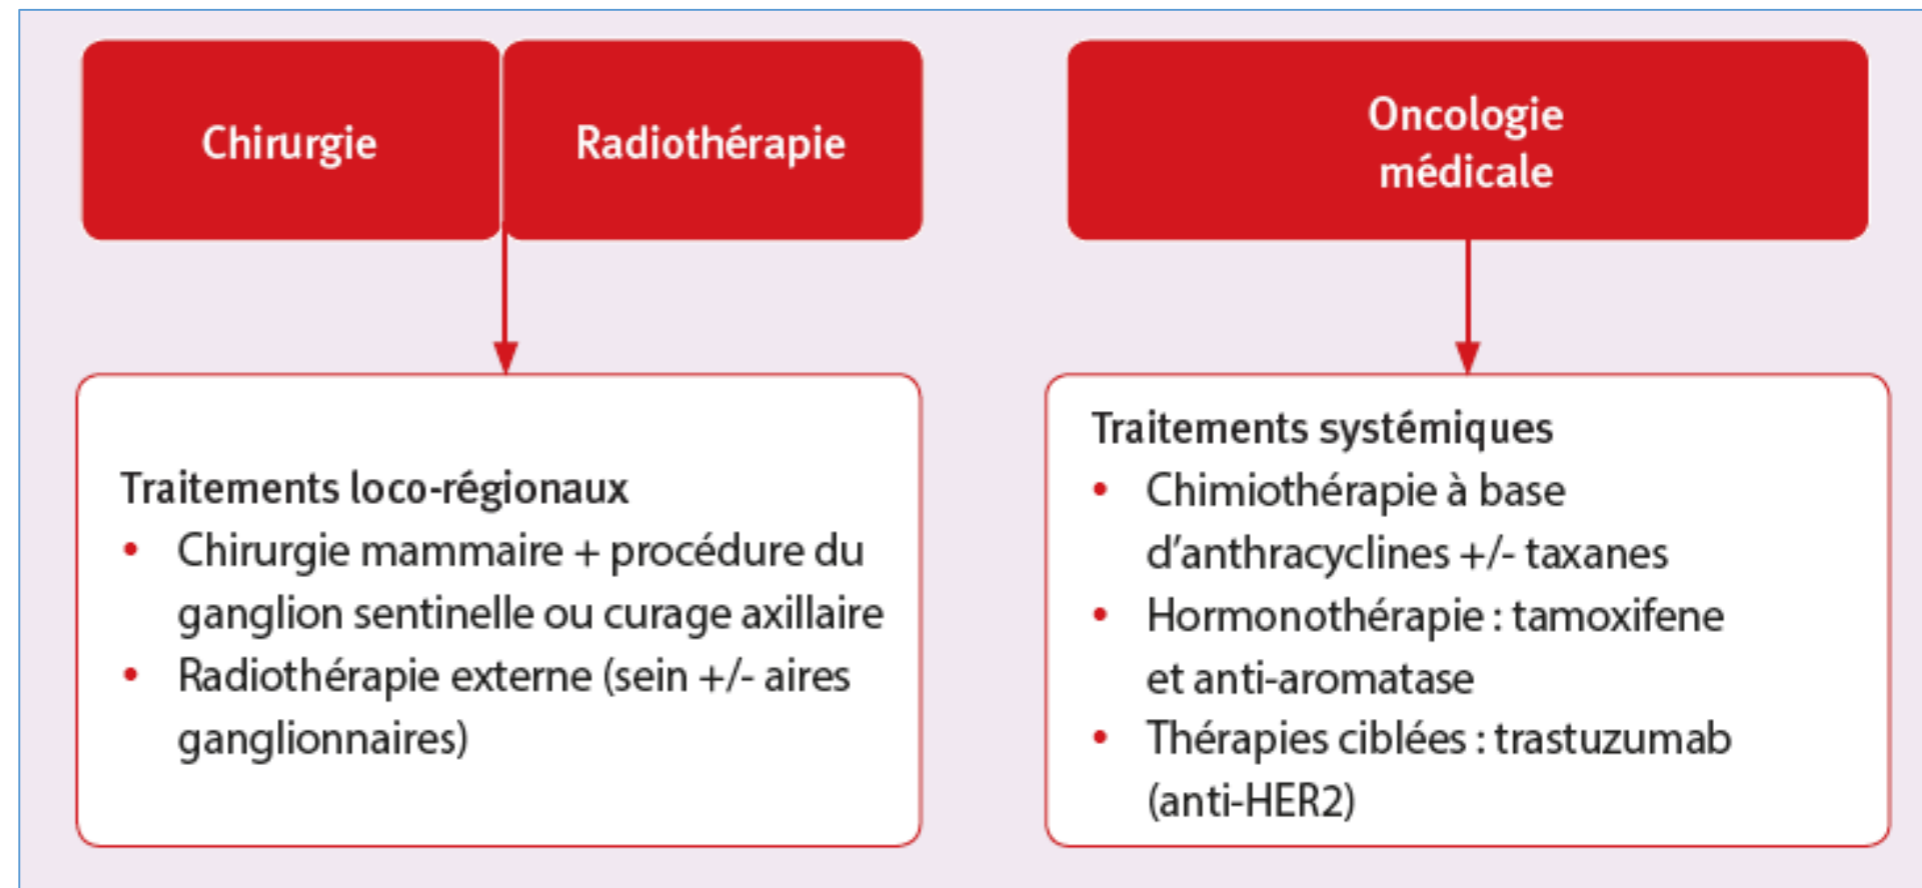 Chirurgie
Radiothérapie
Oncologie
médicale
Traitements loco-régionaux
• Chirurgie mammaire + procédure du
ganglion sentinelle ou curage axillaire
• Radiothérapie externe (sein +/- aires
ganglionnaires)
Traitements systémiques
• Chimiothérapie à base
d’anthracyclines +/- taxanes
• Hormonothérapie : tamoxifene
et anti-aromatase
• Thérapies ciblées : trastuzumab
(anti-HER2)